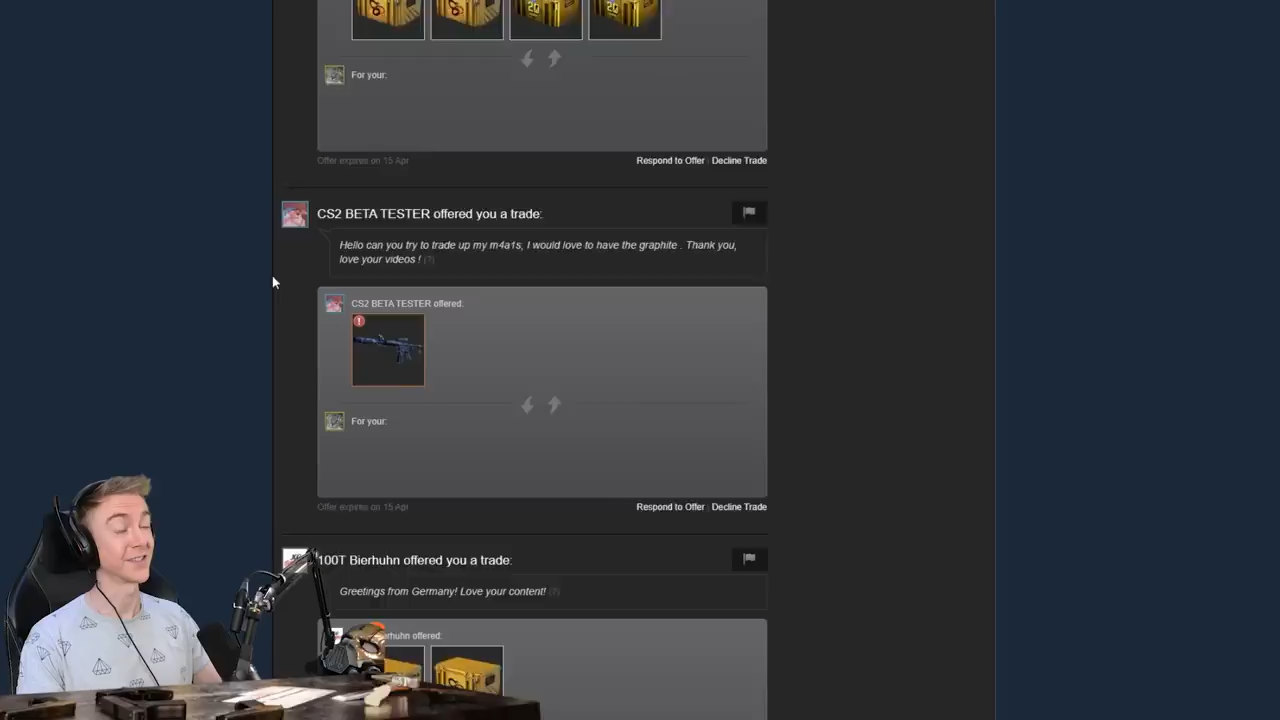 For your:
Offer expires on 15 Apr
Respond to Offer | Decline Trade
CS2 BETA TESTER offered you a trade:
Hello can you try to trade up my m4a1s, I would love to have the graphite . Thank you,
love your videos ! (?)
CS2 BETA TESTER offered:
For your:
Offer expires on 15 Apr
Respond to Offer | Decline Trade
100T Bierhuhn offered you a trade:
Greetings from Germany! Love your content! (?)
offered: